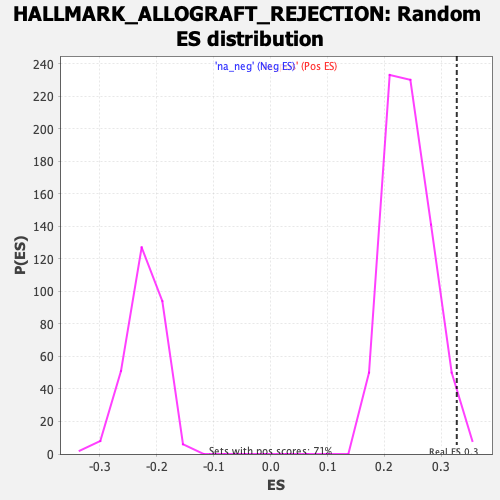 HALLMARK_ALLOGRAFT_REJECTION: Random
ES distribution
'na_neg' (Neg ES)' (Pos ES)
240
220
200
180
160
140
120
100
80
60
40
20
0
P(ES)
Sets with pos scores: 71%
Real ES 0.3
-0.3 -0.2 -0.1 0.0 0.1 0.2 0.3
ES